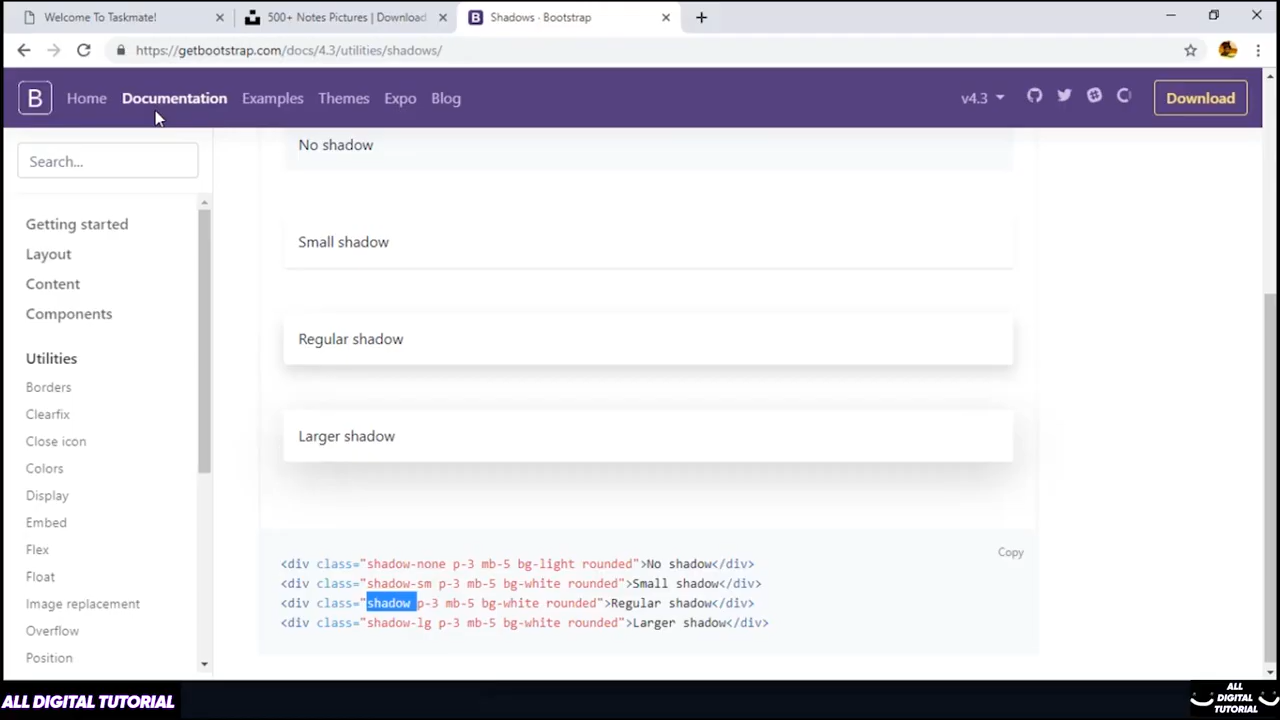 Welcome To Taskmate!
500+ Notes Pictures | Download
Shadows · Bootstrap
https://getbootstrap.com/docs/4.3/utilities/shadows/
B Home Documentation Examples Themes Expo Blog v4.3 Download
Search...
Getting started
Layout
Content
Components
Utilities
Borders
Clearfix
Close icon
Colors
Display
Embed
Flex
Float
Image replacement
Overflow
Position
No shadow
Small shadow
Regular shadow
Larger shadow
Copy
<div class="shadow-none p-3 mb-5 bg-light rounded">No shadow</div>
<div class="shadow-sm p-3 mb-5 bg-white rounded">Small shadow</div>
<div class="shadow p-3 mb-5 bg-white rounded">Regular shadow</div>
<div class="shadow-lg p-3 mb-5 bg-white rounded">Larger shadow</div>
ALL DIGITAL TUTORIAL
ALL
DIGITAL
TUTORIAL